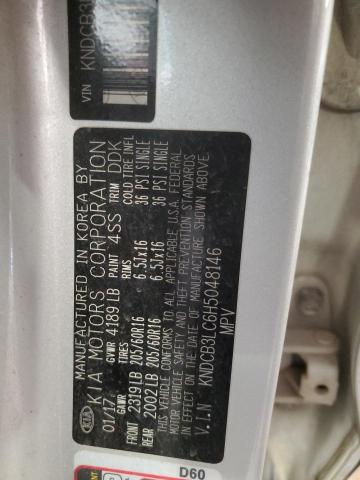 VIN KNDCB3
MANUFACTURED IN KOREA BY
KIA KIA MOTORS CORPORATION
01/17 GVWR 4189 LB PAINT 4SS TRIM DDK
GAWR TIRES RIMS COLD TIRE INFL
FRONT 2319 LB 205/60R16 6.5Jx16 36 PSI SINGLE
REAR 2002 LB 205/60R16 6.5Jx16 36 PSI SINGLE
THIS VEHICLE CONFORMS TO ALL APPLICABLE U.S.A FEDERAL
MOTOR VEHICLE SAFETY STANDARDS
IN EFFECT ON THE DATE OF MANUFACTURE SHOWN ABOVE.
V.I.N KNDCB3LC6H5048146
MPV
D60